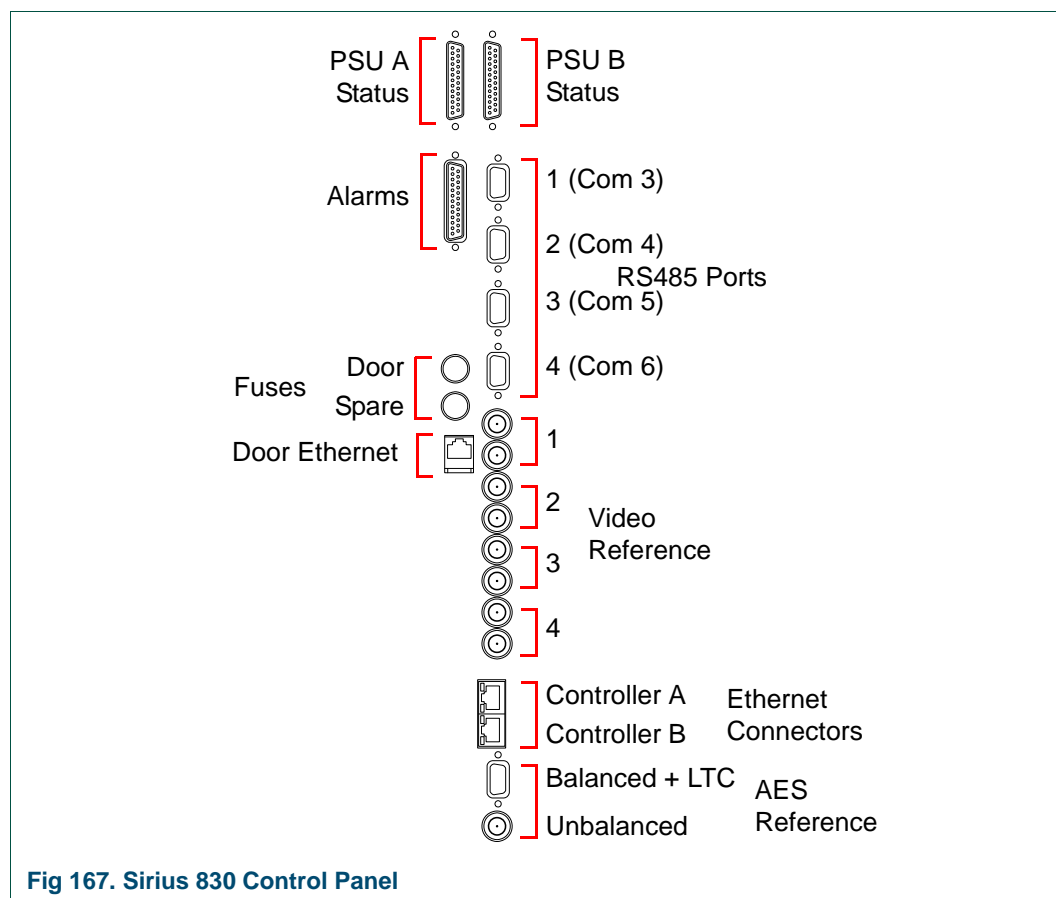 PSU A
Status
PSU B
Status
Alarms
1 (Com 3)
2 (Com 4)
RS485 Ports
3 (Com 5)
4 (Com 6)
Door
Fuses
Spare
Door Ethernet
1
2
Video
Reference
3
4
Controller A
Controller B
Ethernet
Connectors
Balanced + LTC
Unbalanced
AES
Reference
Fig 167. Sirius 830 Control Panel